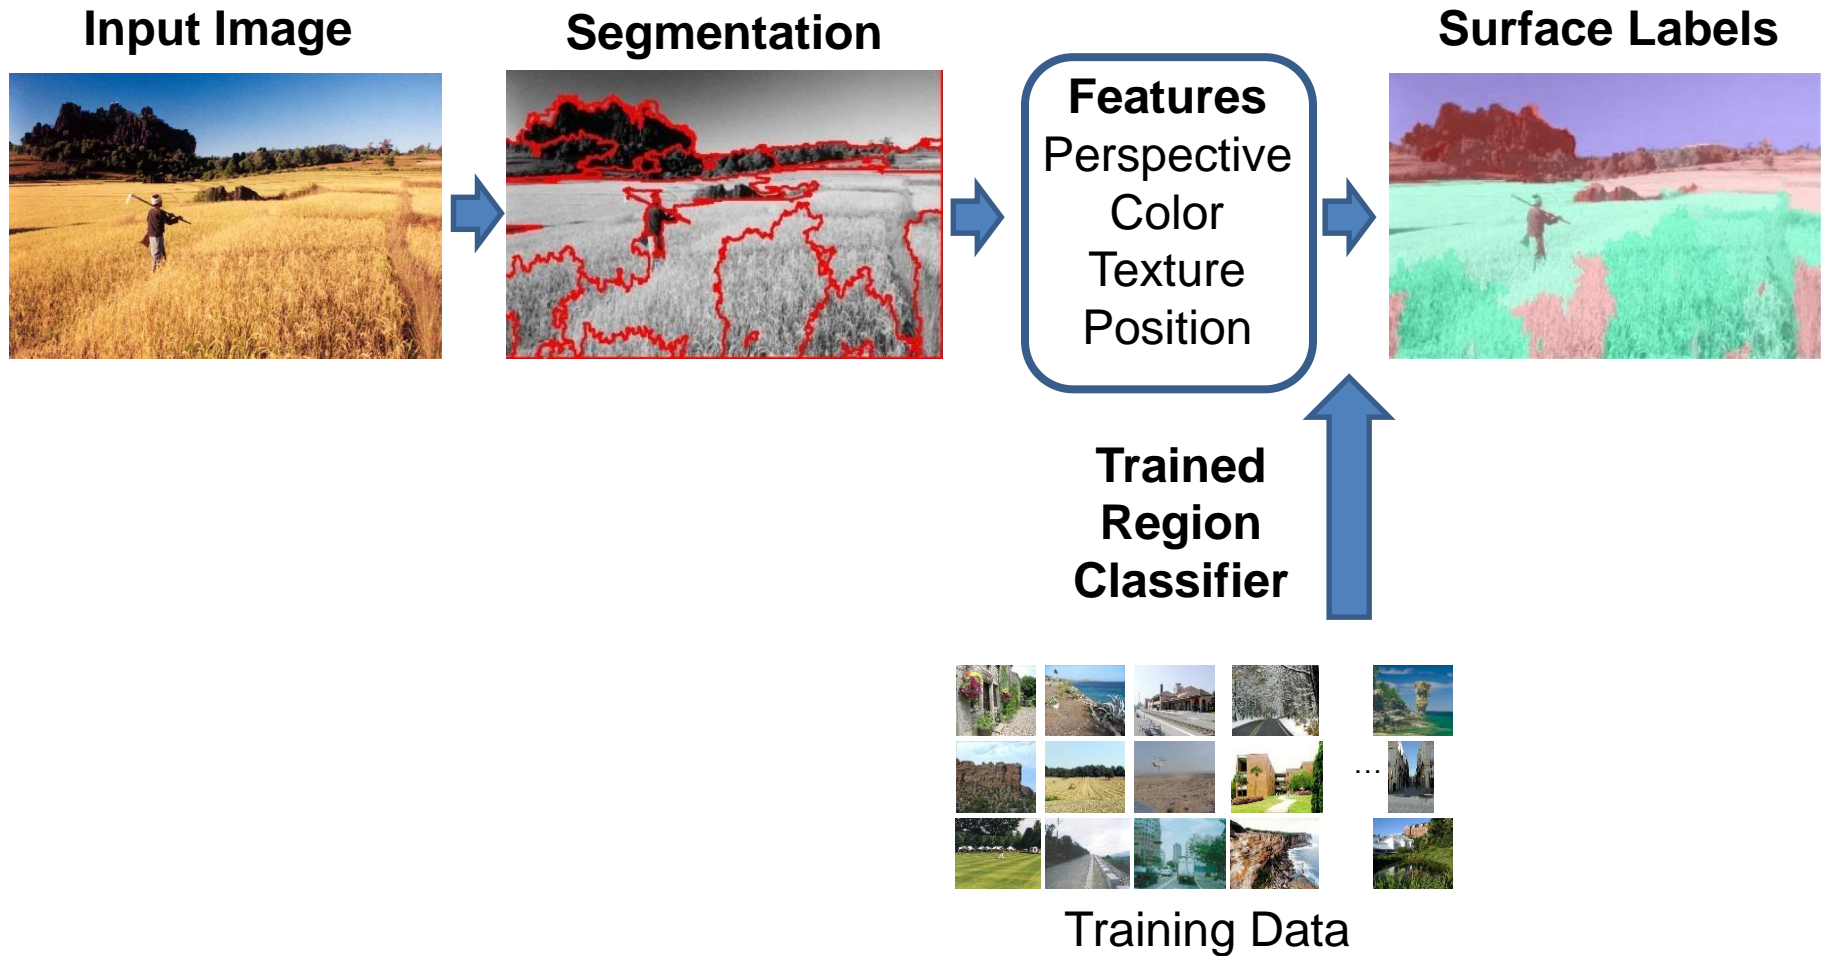 Input Image
Segmentation
Surface Labels
Features
Perspective
Color
Texture
Position
Trained
Region
Classifier
…
Training Data